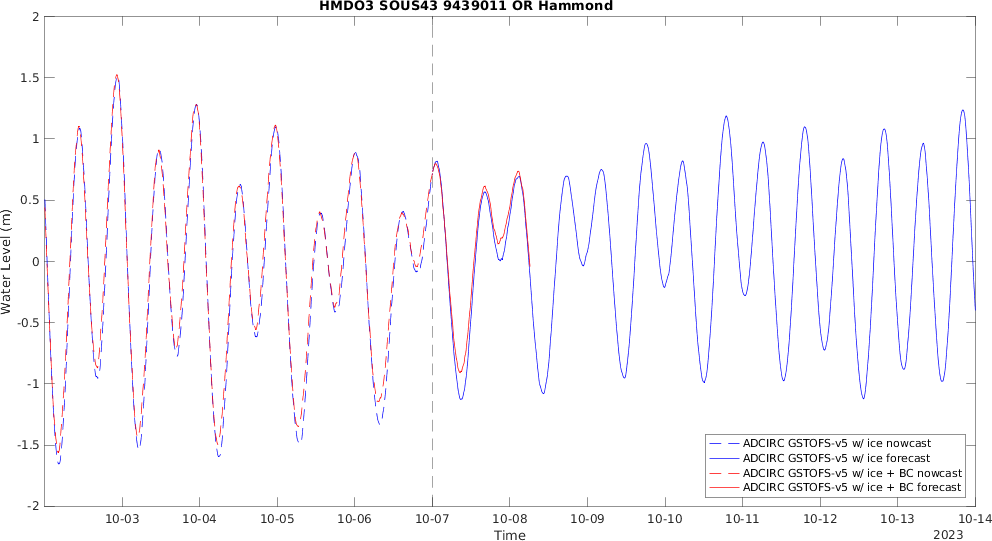 HMDO3 SOUS43 9439011 OR Hammond
2
1.5
1
0.5
0
-0.5
-1
-1.5
-2
Water Level (m)
10-03 10-04 10-05 10-06 10-07 10-08 10-09 10-10 10-11 10-12 10-13 10-14
Time
2023
ADCIRC GSTOFS-v5 w/ ice nowcast
ADCIRC GSTOFS-v5 w/ ice forecast
ADCIRC GSTOFS-v5 w/ ice + BC nowcast
ADCIRC GSTOFS-v5 w/ ice + BC forecast